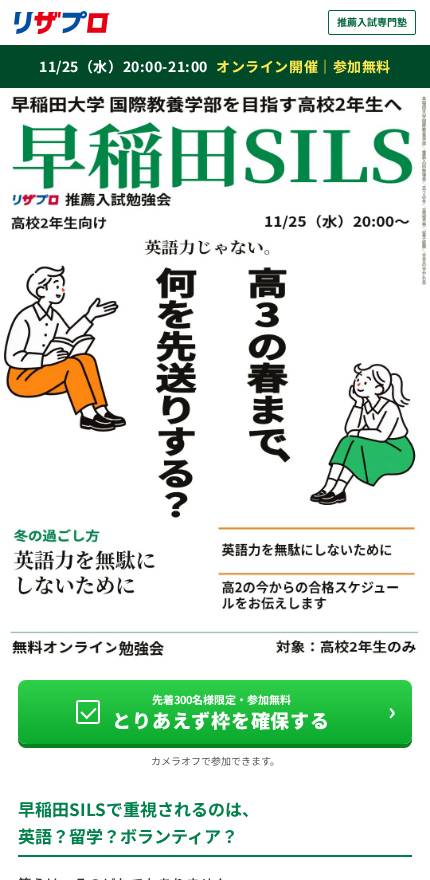 リザプロ
推薦入試専門塾
11/25（水）20:00-21:00 オンライン開催｜参加無料
早稲田大学 国際教養学部を目指す高校2年生へ
早稲田SILS
リザプロ 推薦入試勉強会
高校2年生向け
11/25（水）20:00〜
英語力じゃない。
高3の春まで、
何を先送りする？
冬の過ごし方
英語力を無駄に
しないために
英語力を無駄にしないために
高2の今からの合格スケジュー
ルをお伝えします
無料オンライン勉強会
対象：高校2年生のみ
先着300名様限定・参加無料
とりあえず枠を確保する
カメラオフで参加できます。
早稲田SILSで重視されるのは、
英語？留学？ボランティア？